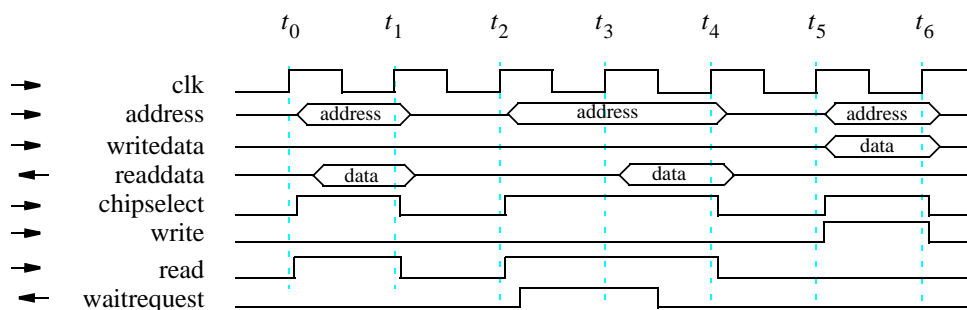 t0 t1 t2 t3 t4 t5 t6
clk
address address address address
writedata data
readdata data data
chipselect
write
read
waitrequest